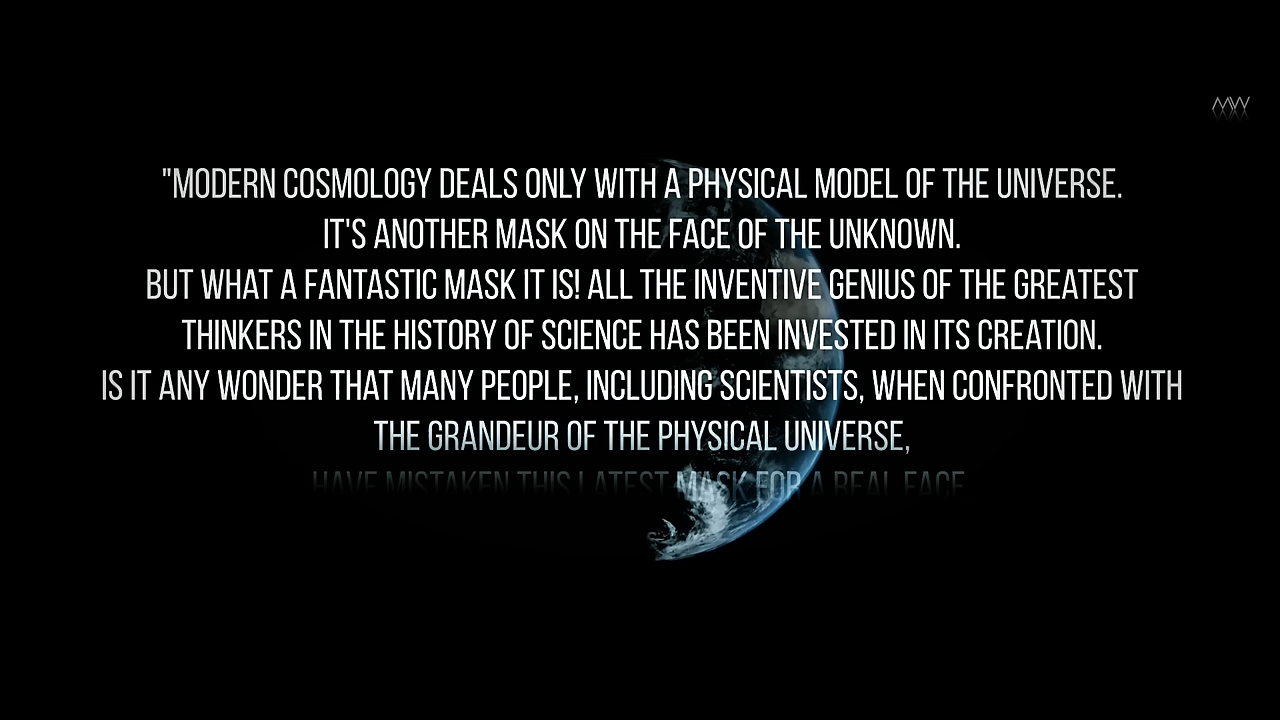 MW
"MODERN COSMOLOGY DEALS ONLY WITH A PHYSICAL MODEL OF THE UNIVERSE.
IT'S ANOTHER MASK ON THE FACE OF THE UNKNOWN.
BUT WHAT A FANTASTIC MASK IT IS! ALL THE INVENTIVE GENIUS OF THE GREATEST
THINKERS IN THE HISTORY OF SCIENCE HAS BEEN INVESTED IN ITS CREATION.
IS IT ANY WONDER THAT MANY PEOPLE, INCLUDING SCIENTISTS, WHEN CONFRONTED WITH
THE GRANDEUR OF THE PHYSICAL UNIVERSE,
HAVE MISTAKEN THIS LATEST MASK FOR A REAL FACE